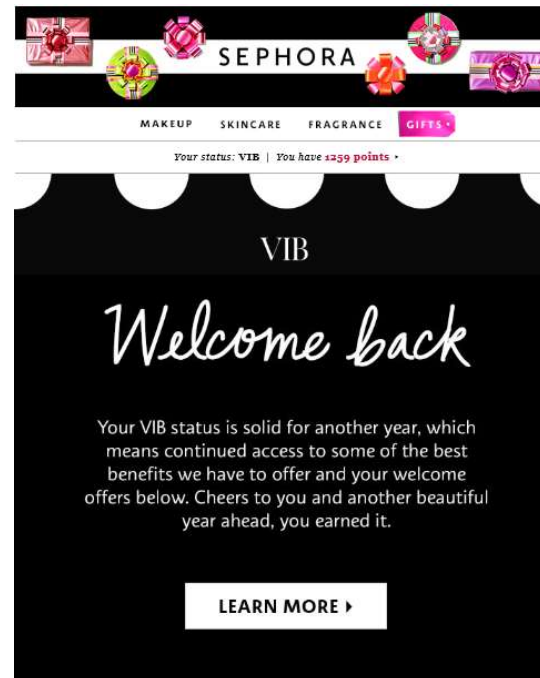 SEPHORA
MAKEUP SKINCARE FRAGRANCE GIFTS
Your status: VIB | You have 1259 points
VIB
Welcome back
Your VIB status is solid for another year, which
means continued access to some of the best
benefits we have to offer and your welcome
offers below. Cheers to you and another beautiful
year ahead, you earned it.
LEARN MORE